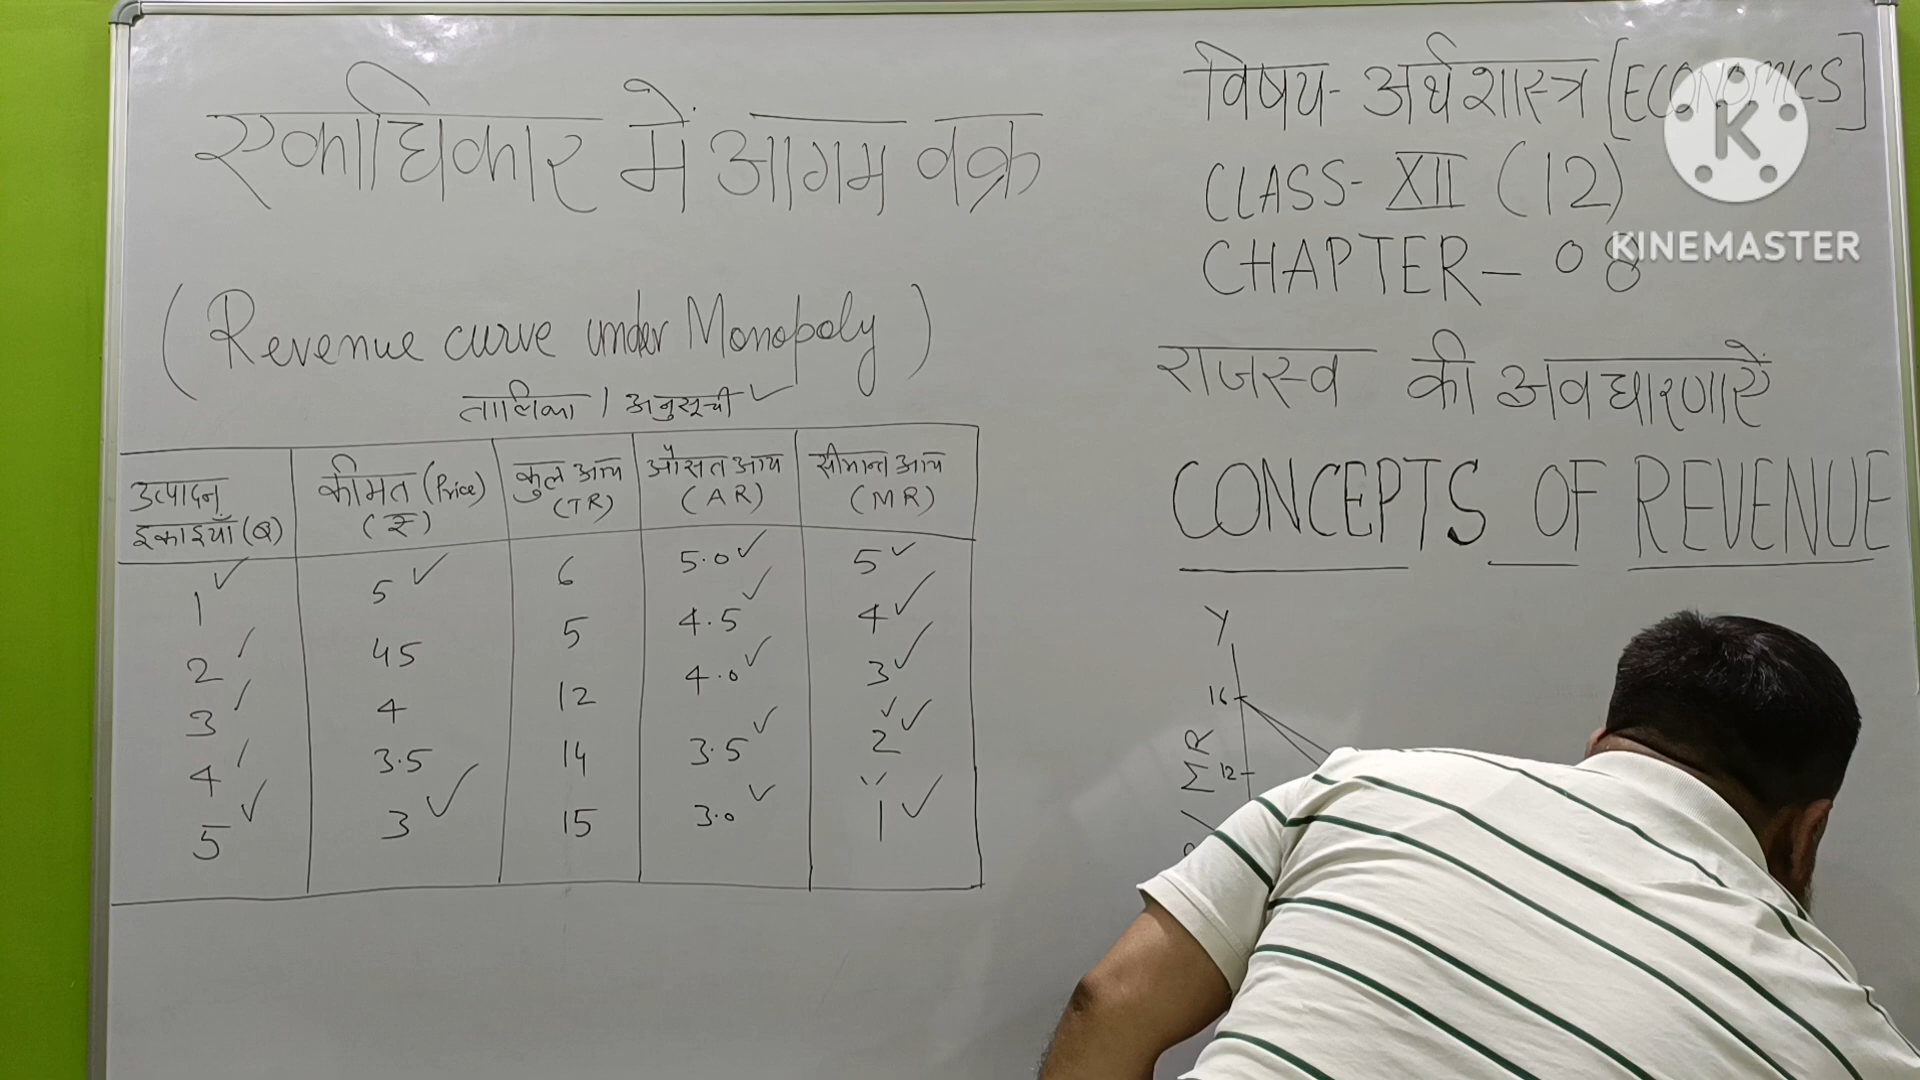 एकाधिकार में आगम वक्र
(Revenue curve under Monopoly)
तालिका / अनुसूची ✓
उत्पादन इकाइयाँ (Q) | कीमत (Price) (₹) | कुल आय (TR) | औसत आय (AR) | सीमान्त आय (MR)
1 ✓ | 5 ✓ | 6 | 5.0 ✓ | 5 ✓
2 | 45 | 5 | 4.5 ✓ | 4 ✓
3 | 4 | 12 | 4.0 ✓ | 3 ✓
4 | 3.5 | 14 | 3.5 ✓ | 2 ✓
5 ✓ | 3 ✓ | 15 | 3.0 ✓ | 1 ✓
विषय - अर्थशास्त्र [ECONOMICS]
CLASS - XII (12)
CHAPTER - 08
राजस्व की अवधारणाएें
CONCEPTS OF REVENUE
Y
16
12
/ MR
K
KINEMASTER